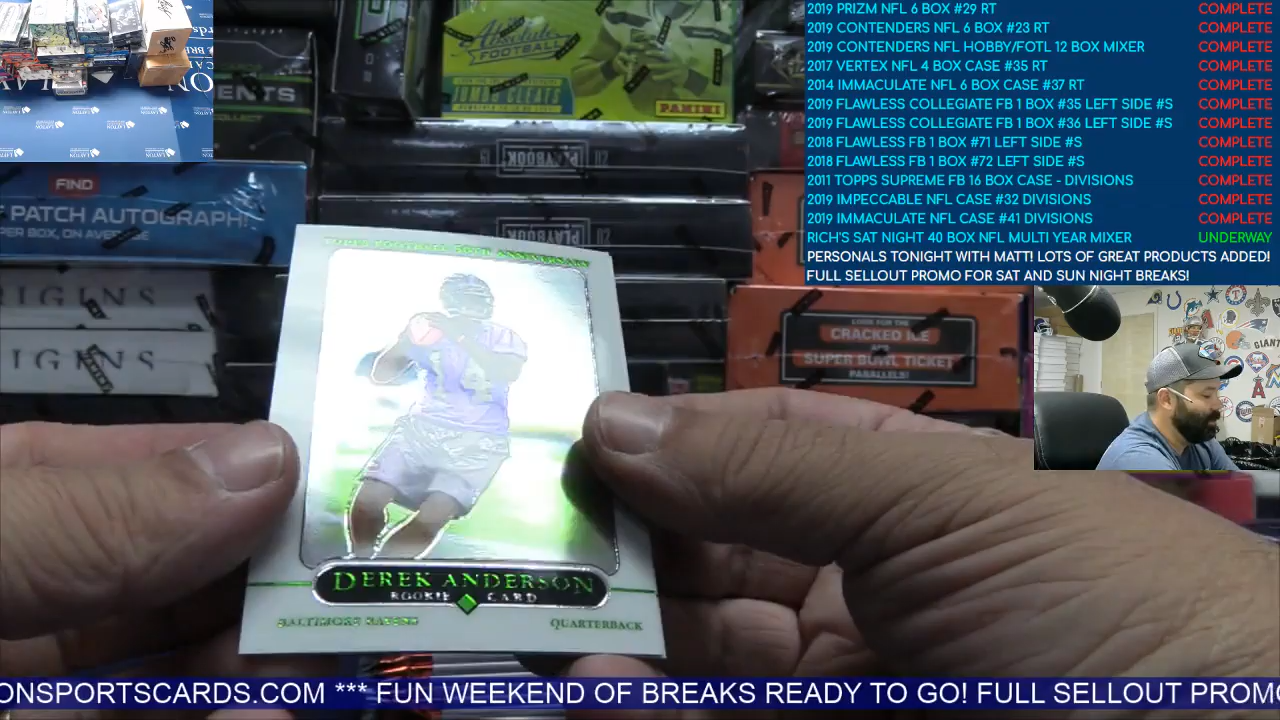 2019 PRIZM NFL 6 BOX #29 RT COMPLETE
2019 CONTENDERS NFL 6 BOX #23 RT COMPLETE
2019 CONTENDERS NFL HOBBY/FOTL 12 BOX MIXER COMPLETE
2017 VERTEX NFL 4 BOX CASE #35 RT COMPLETE
2014 IMMACULATE NFL 6 BOX CASE #37 RT COMPLETE
2019 FLAWLESS COLLEGIATE FB 1 BOX #35 LEFT SIDE #S COMPLETE
2019 FLAWLESS COLLEGIATE FB 1 BOX #36 LEFT SIDE #S COMPLETE
2018 FLAWLESS FB 1 BOX #71 LEFT SIDE #S COMPLETE
2018 FLAWLESS FB 1 BOX #72 LEFT SIDE #S COMPLETE
2011 TOPPS SUPREME FB 16 BOX CASE - DIVISIONS COMPLETE
2019 IMPECCABLE NFL CASE #32 DIVISIONS COMPLETE
2019 IMMACULATE NFL CASE #41 DIVISIONS COMPLETE
RICH'S SAT NIGHT 40 BOX NFL MULTI YEAR MIXER UNDERWAY
PERSONALS TONIGHT WITH MATT! LOTS OF GREAT PRODUCTS ADDED!
FULL SELLOUT PROMO FOR SAT AND SUN NIGHT BREAKS!
Absolute
FOOTBALL
PANINI
PLAYBOOK
FIND
PATCH AUTOGRAPH!
PER BOX, ON AVERAGE
PLAYBOOK
RIGINS
RIGINS
LOOK FOR THE
CRACKED ICE
AND
SUPER BOWL TICKET
PARALLELS!
TOPPS FOOTBALL 50TH ANNIVERSARY
14
DEREK ANDERSON
ROOKIE CARD
BALTIMORE RAVENS
QUARTERBACK
ONSPORTSCARDS.COM *** FUN WEEKEND OF BREAKS READY TO GO! FULL SELLOUT PROMO